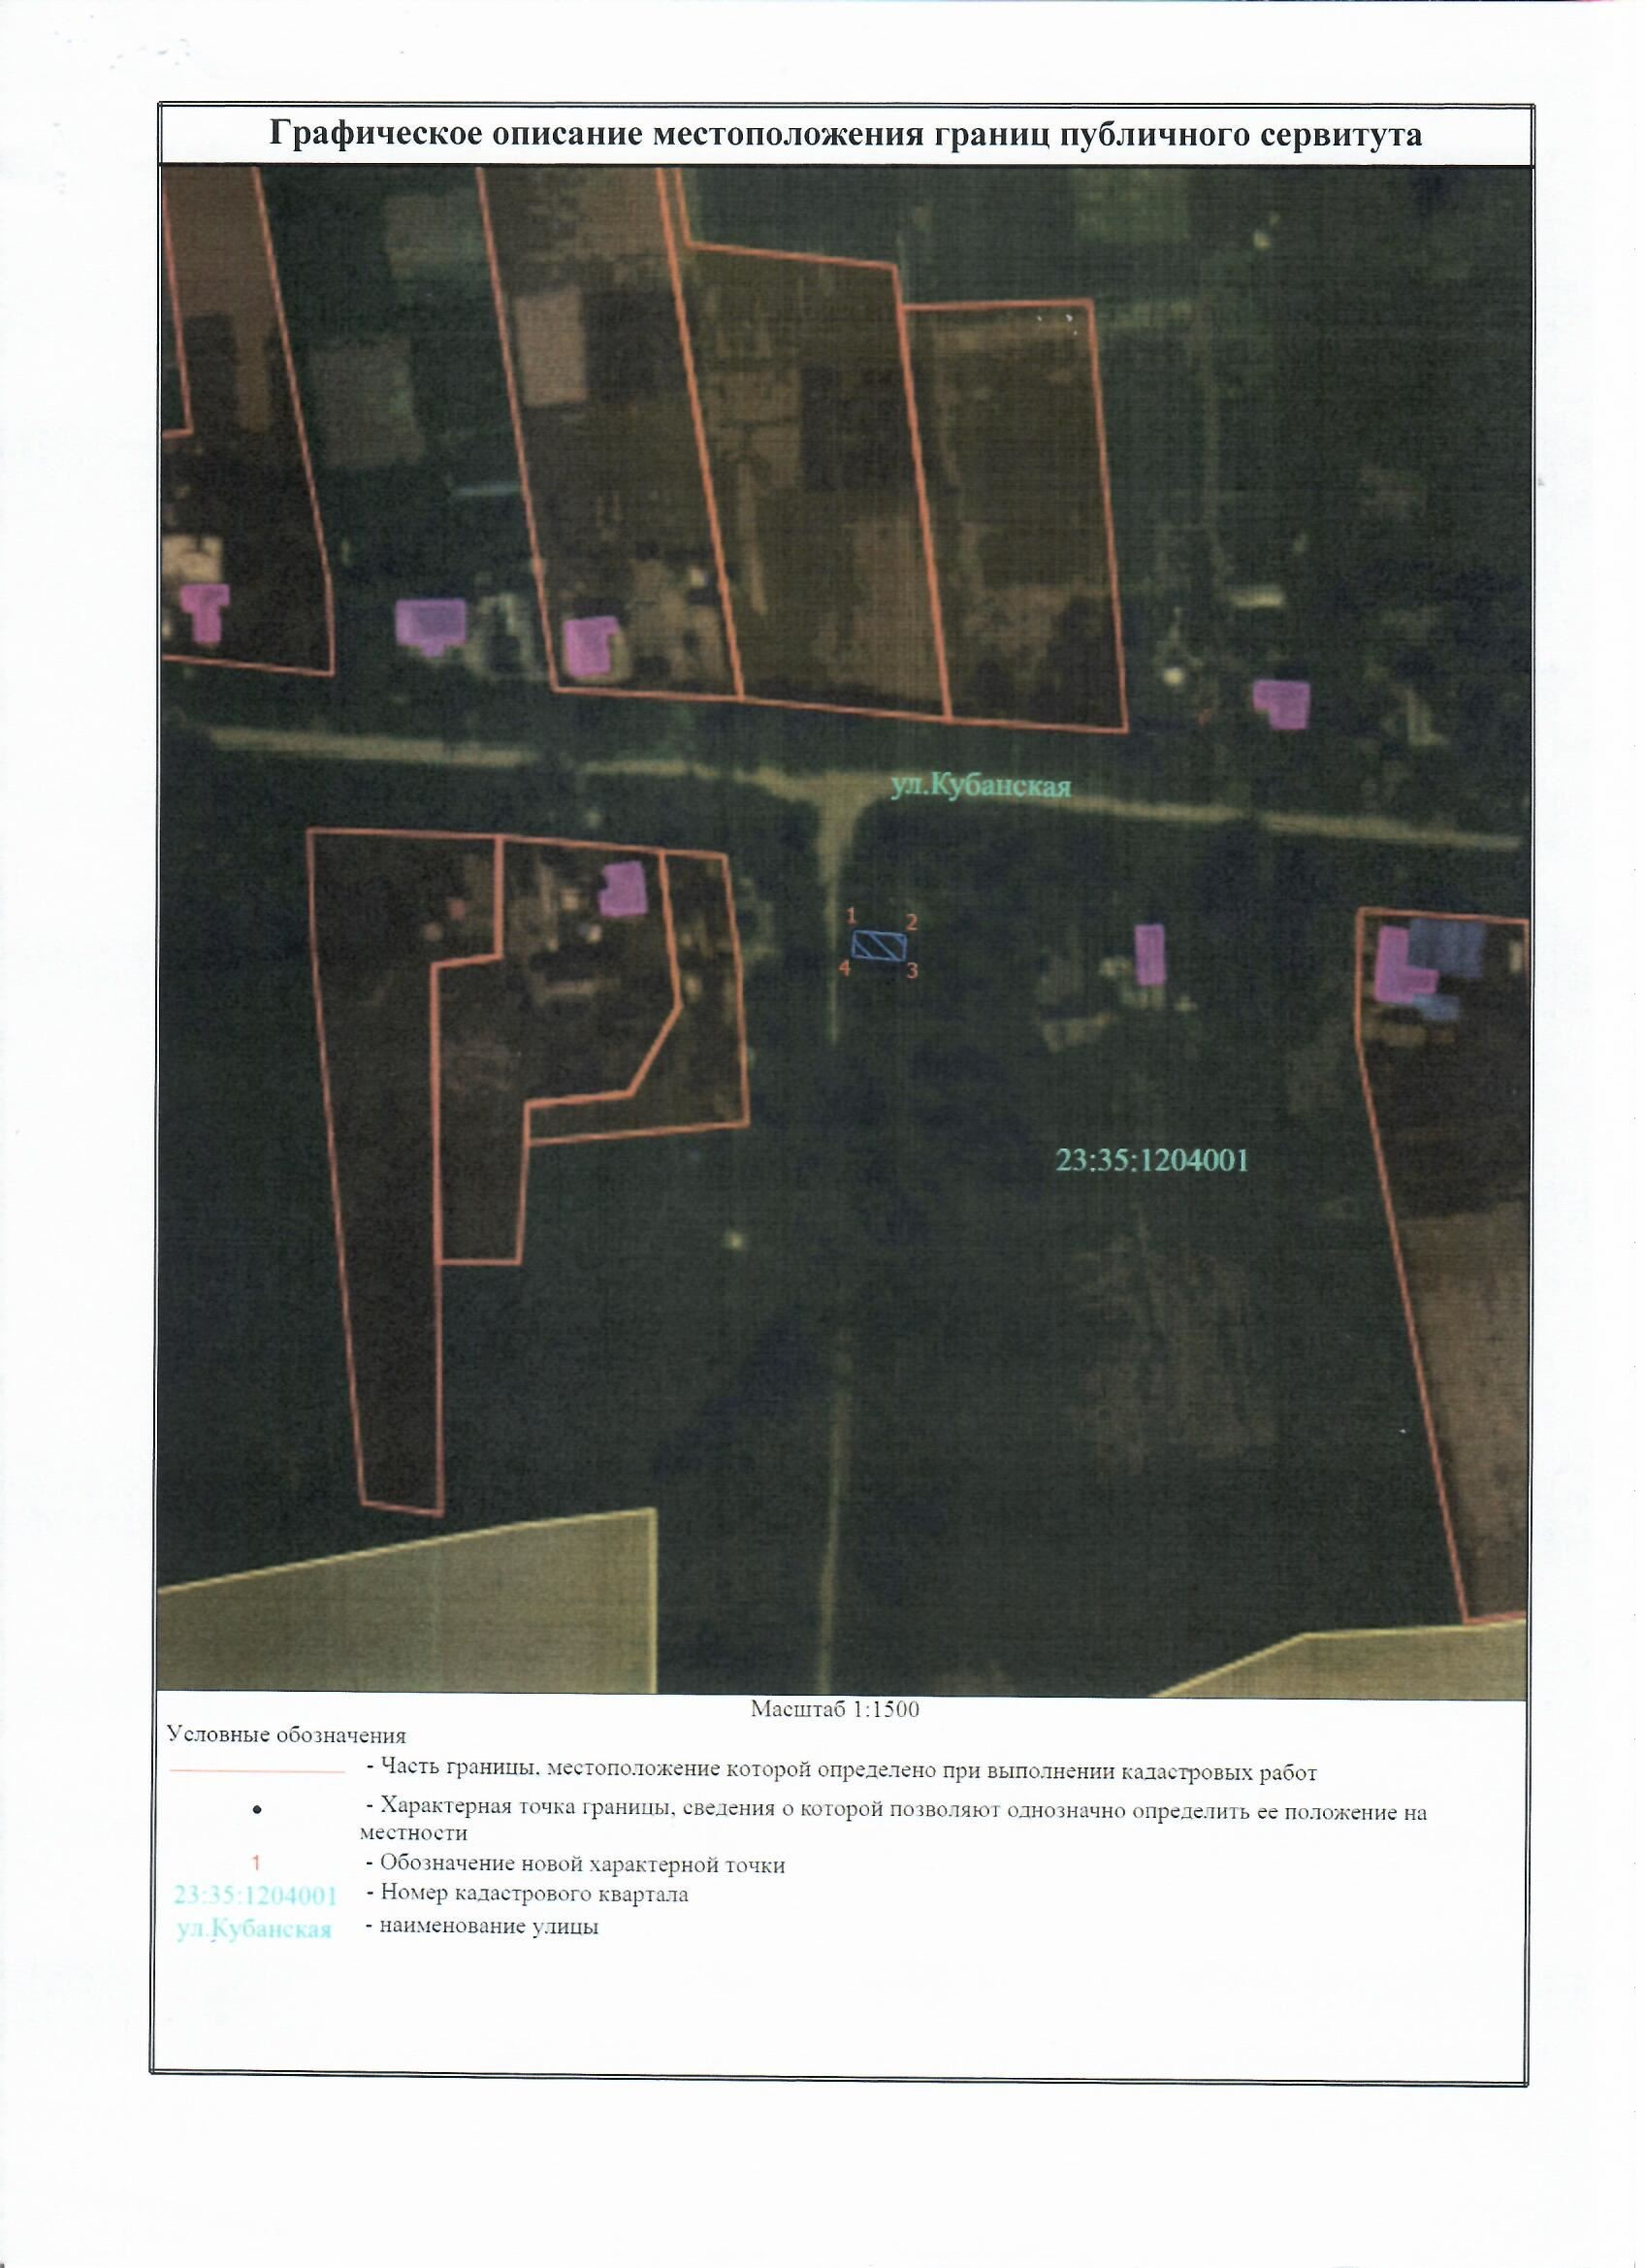 Графическое описание местоположения границ публичного сервитута
ул.Кубанская
1
2
4
3
23:35:1204001
Масштаб 1:1500
Условные обозначения
- Часть границы, местоположение которой определено при выполнении кадастровых работ
- Характерная точка границы, сведения о которой позволяют однозначно определить ее положение на
местности
1 - Обозначение новой характерной точки
23:35:1204001 - Номер кадастрового квартала
ул.Кубанская - наименование улицы